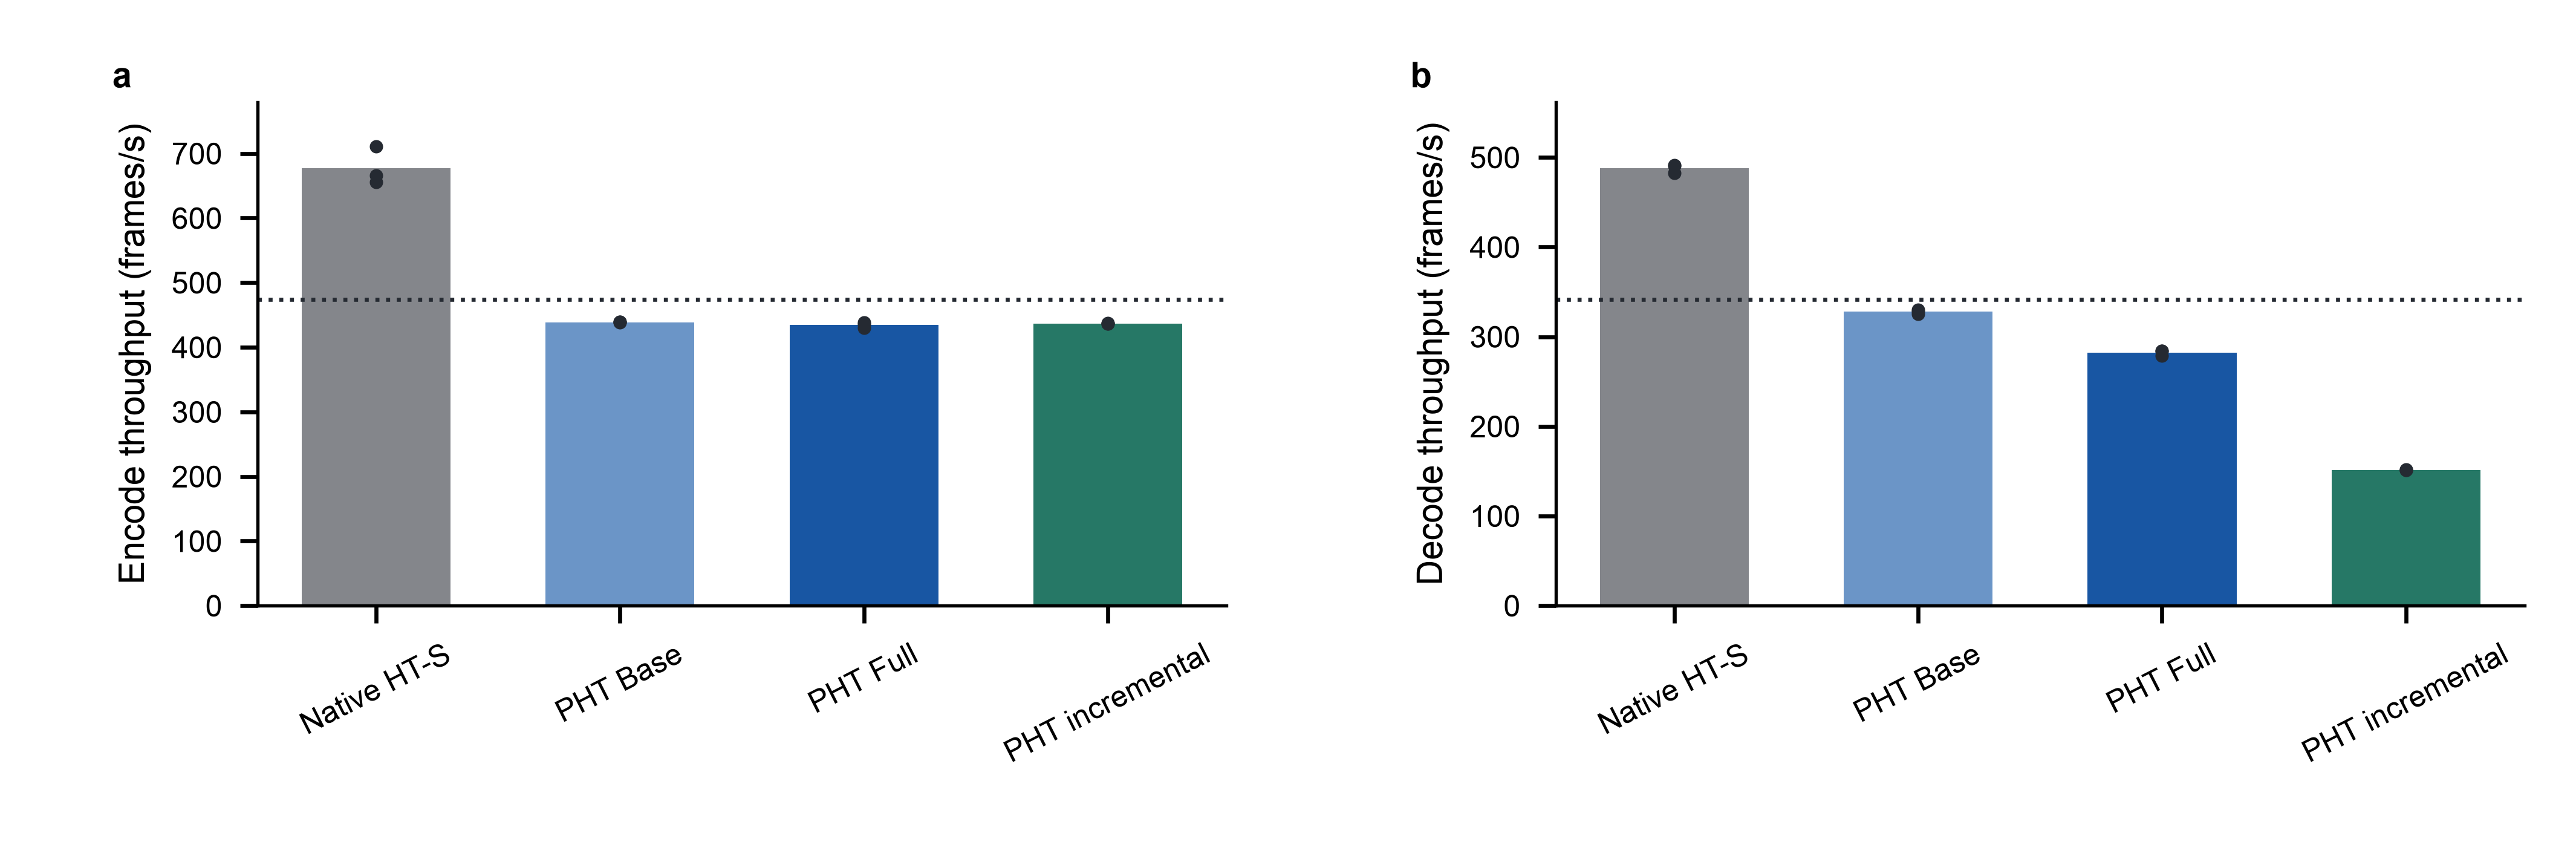 a
Encode throughput (frames/s)
700
600
500
400
300
200
100
0
Native HT-S
PHT Base
PHT Full
PHT incremental
b
Decode throughput (frames/s)
500
400
300
200
100
0
Native HT-S
PHT Base
PHT Full
PHT incremental